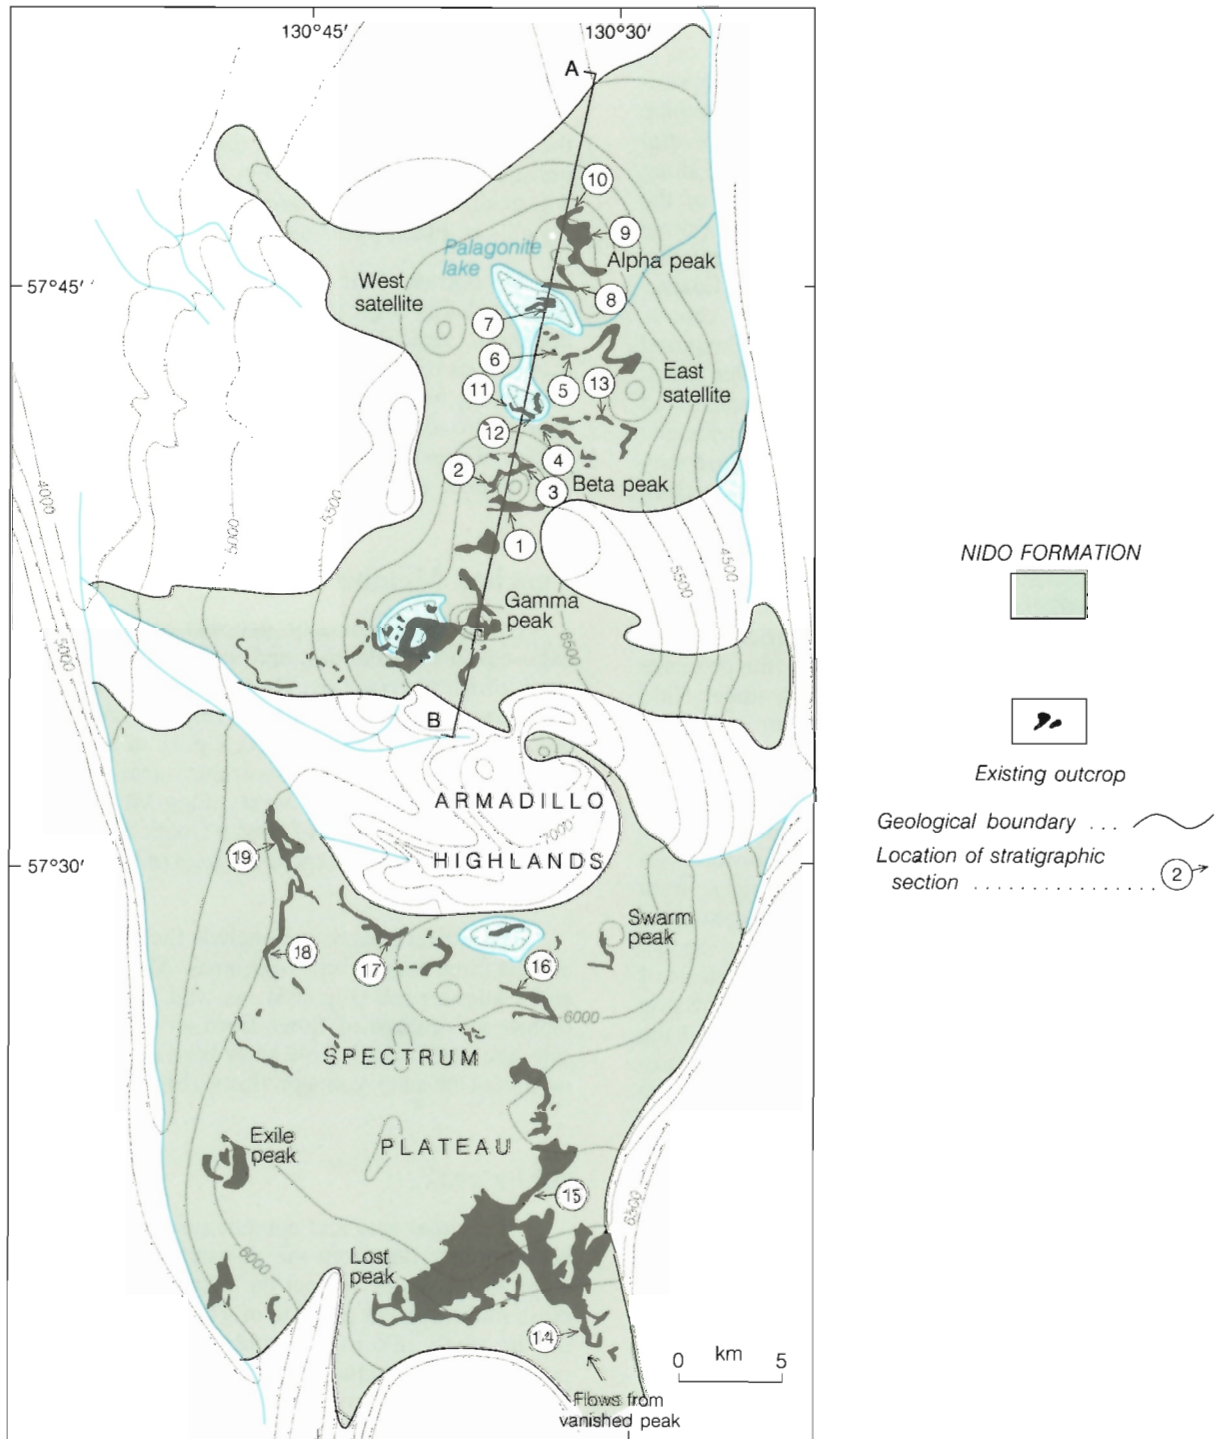 130°45′
130°30′
A
10
9
Palagonite
lake
Alpha peak
57°45′
West
satellite
8
7
6
5
13
East
satellite
11
12
4
2
3
Beta peak
4000
5000
5500
1
5500
4500
Gamma
peak
6500
5000
B
ARMADILLO
7000
HIGHLANDS
57°30′
19
Swarm
peak
18
17
16
6000
SPECTRUM
Exile
peak
PLATEAU
15
6000
Lost
peak
14
0 km 5
Flows from
vanished peak
NIDO FORMATION
Existing outcrop
Geological boundary ...
Location of stratigraphic
section ................ 2